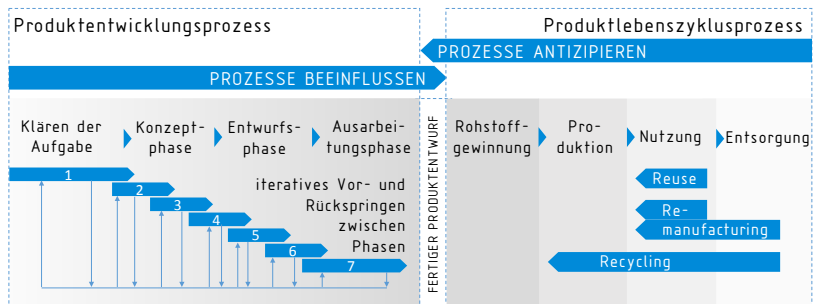 Produktentwicklungsprozess
Produktlebenszyklusprozess
PROZESSE ANTIZIPIEREN
PROZESSE BEEINFLUSSEN
Klären der
Aufgabe
Konzept-
phase
Entwurfs-
phase
Ausarbei-
tungsphase
1
2
3
4
5
6
7
iteratives Vor- und
Rückspringen
zwischen
Phasen
FERTIGER PRODUKTENTWURF
Rohstoff-
gewinnung
Pro-
duktion
Nutzung
Entsorgung
Reuse
Re-
manufacturing
Recycling